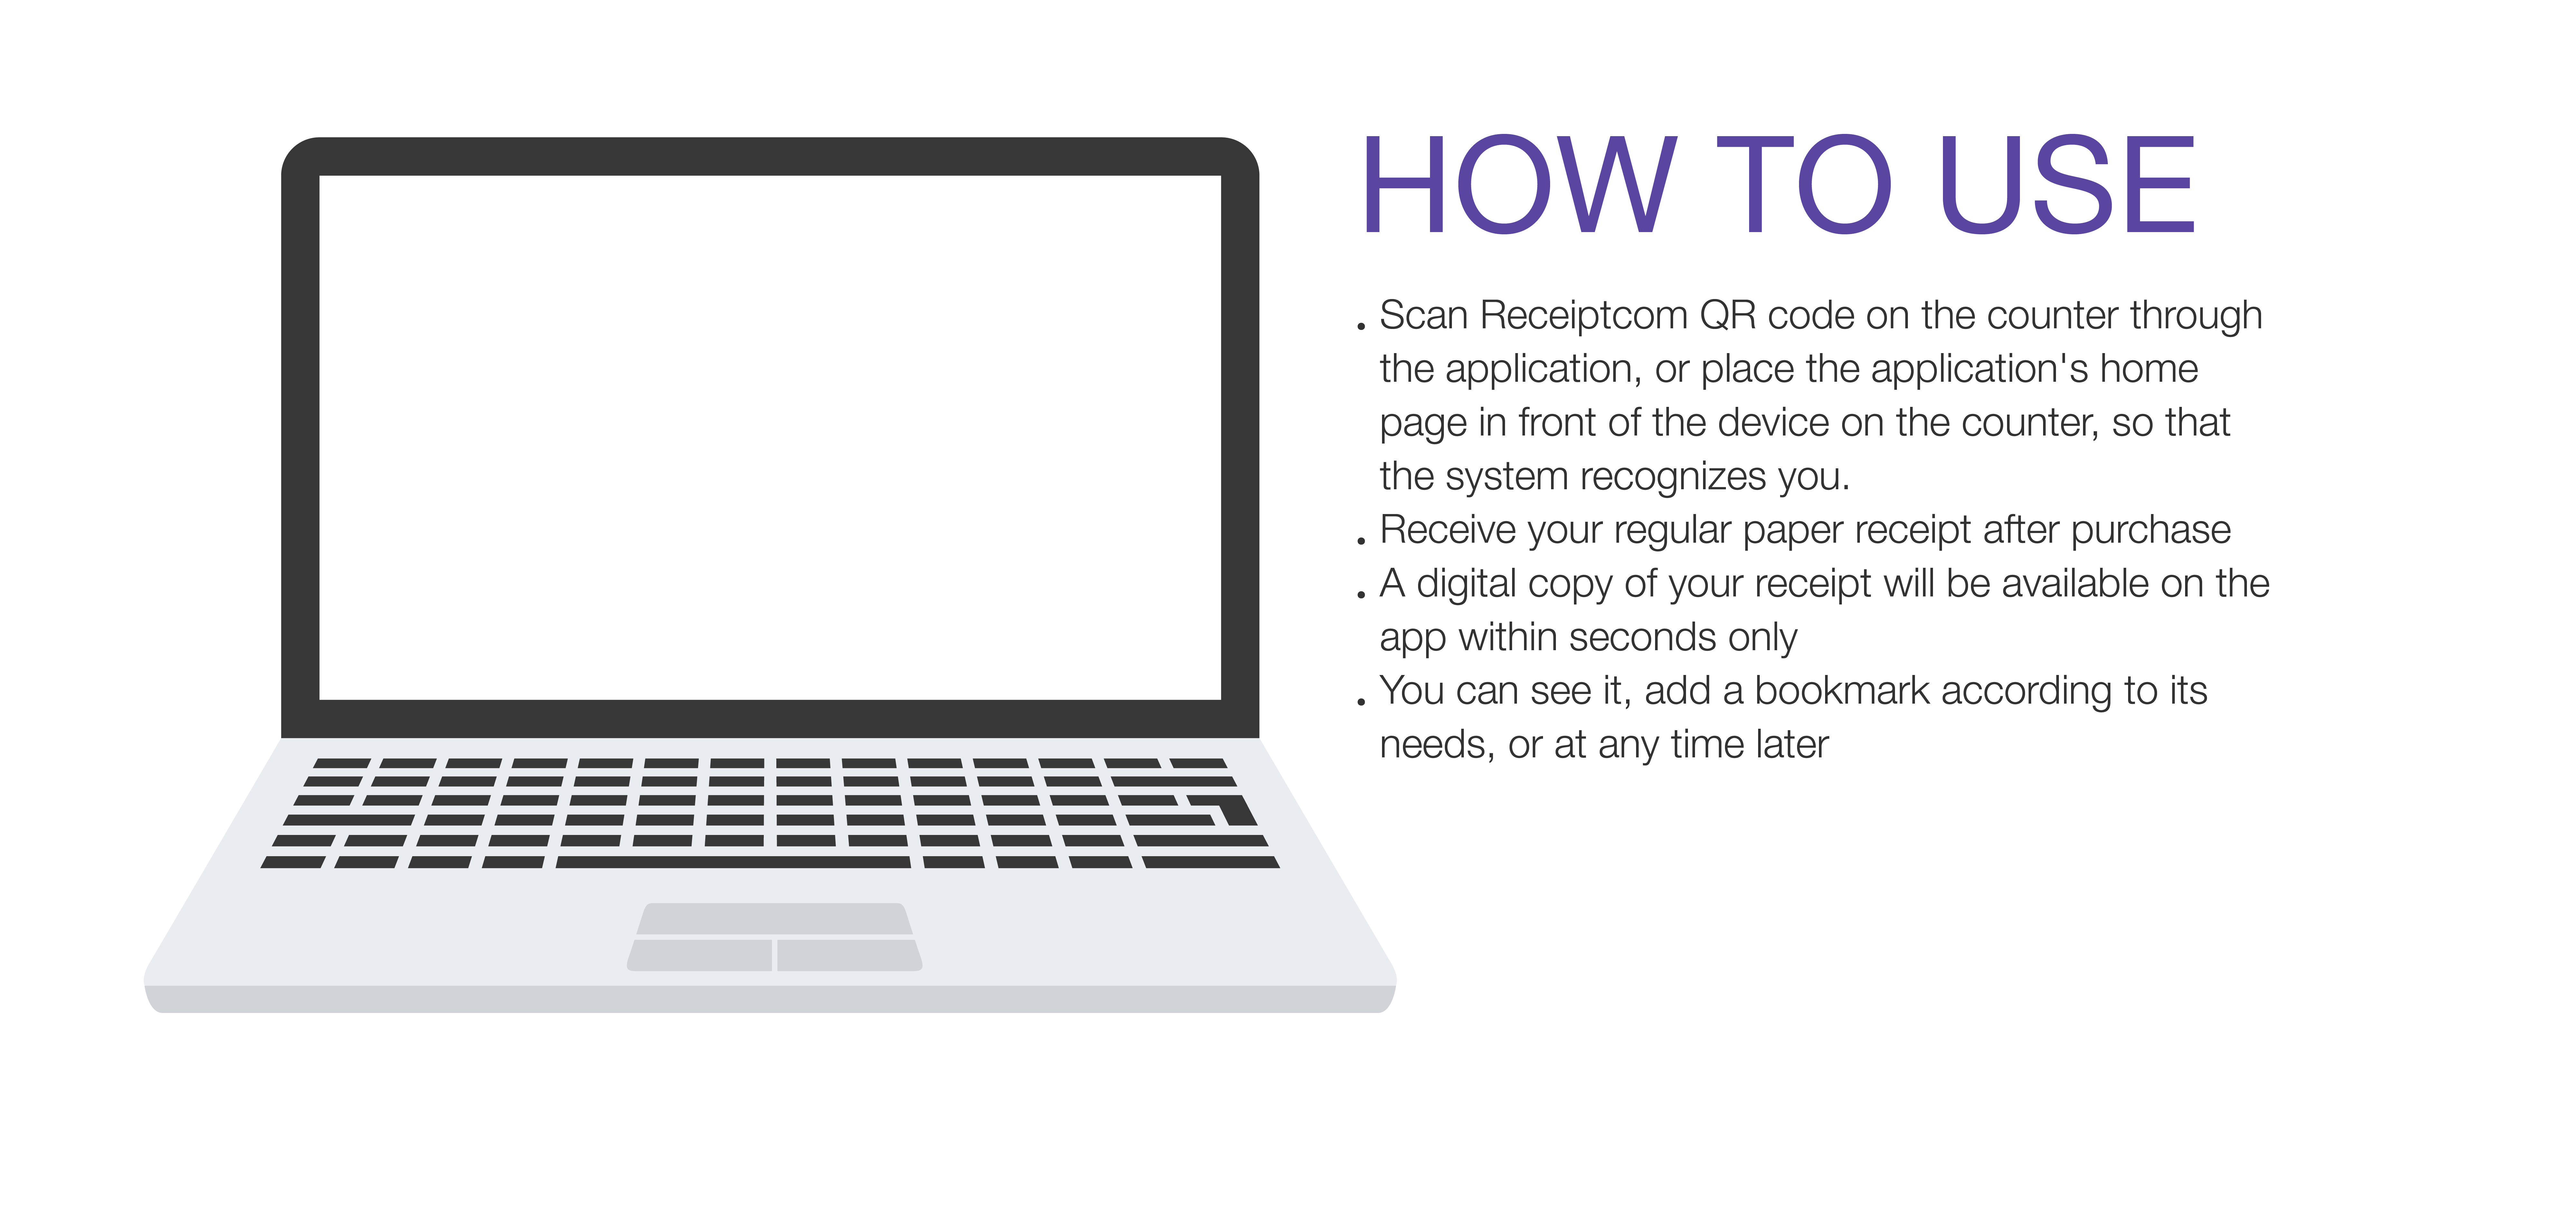 HOW TO USE
. Scan Receiptcom QR code on the counter through
the application, or place the application's home
page in front of the device on the counter, so that
the system recognizes you.
. Receive your regular paper receipt after purchase
. A digital copy of your receipt will be available on the
app within seconds only
. You can see it, add a bookmark according to its
needs, or at any time later